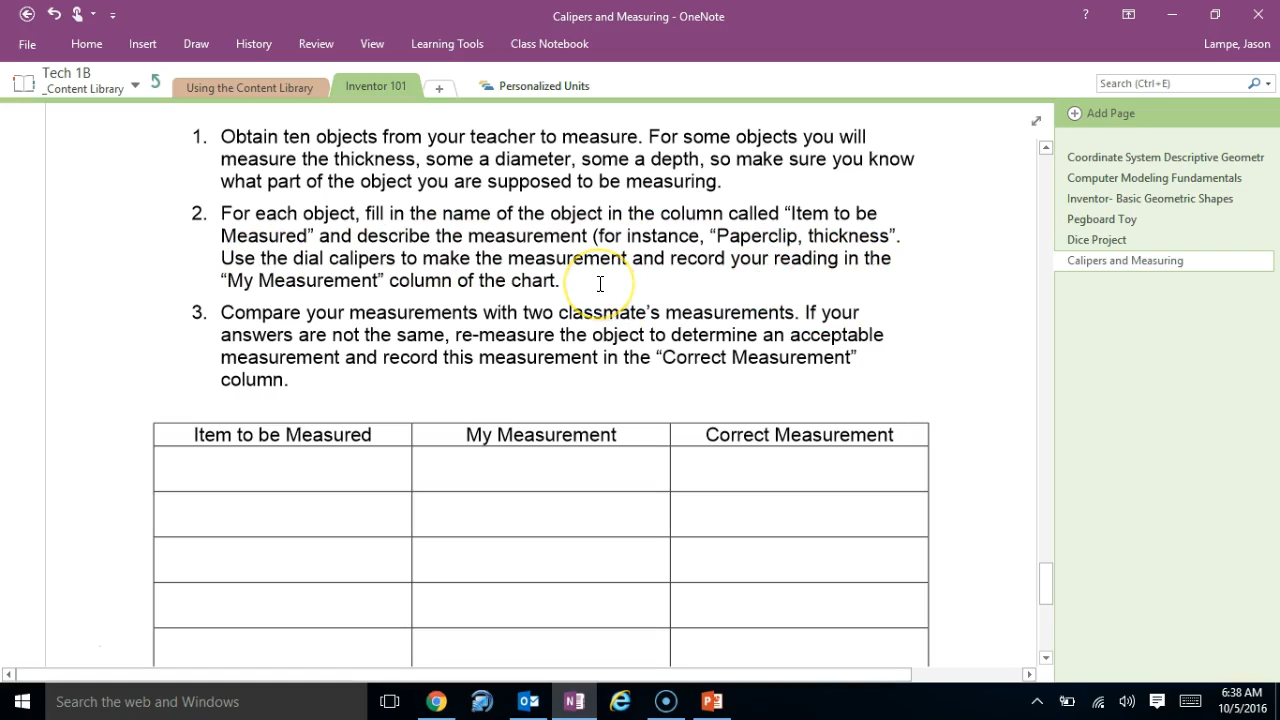 Calipers and Measuring - OneNote
?
File Home Insert Draw History Review View Learning Tools Class Notebook Lampe, Jason
Tech 1B
_Content Library
Using the Content Library
Inventor 101
+
Personalized Units
Search (Ctrl+E)
Add Page
Coordinate System Descriptive Geometr
Computer Modeling Fundamentals
Inventor- Basic Geometric Shapes
Pegboard Toy
Dice Project
Calipers and Measuring
1. Obtain ten objects from your teacher to measure. For some objects you will
measure the thickness, some a diameter, some a depth, so make sure you know
what part of the object you are supposed to be measuring.
2. For each object, fill in the name of the object in the column called “Item to be
Measured” and describe the measurement (for instance, “Paperclip, thickness”.
Use the dial calipers to make the measurement and record your reading in the
“My Measurement” column of the chart.
3. Compare your measurements with two classmate’s measurements. If your
answers are not the same, re-measure the object to determine an acceptable
measurement and record this measurement in the “Correct Measurement”
column.
Item to be Measured My Measurement Correct Measurement
Search the web and Windows
6:38 AM
10/5/2016